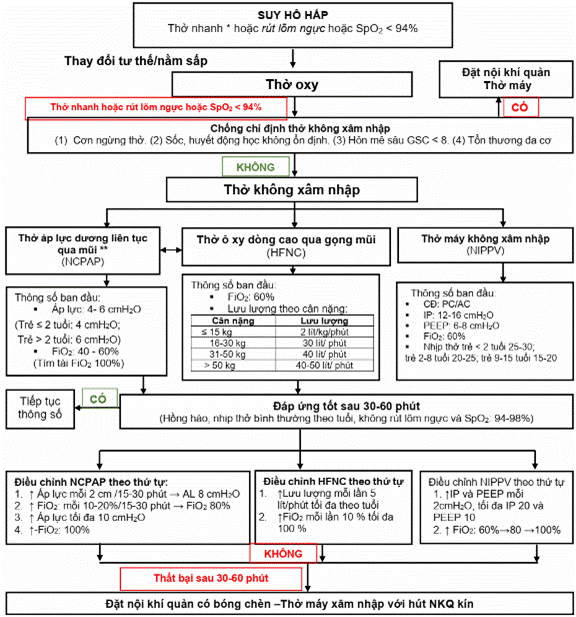 SUY HÔ HẤP
Thở nhanh * hoặc rút lõm ngực hoặc SpO₂ < 94%
Thay đổi tư thế/nằm sấp
Thở oxy
Đặt nội khí quản
Thở máy
Thở nhanh hoặc rút lõm ngực hoặc SpO₂ < 94%
CÓ
Chống chỉ định thở không xâm nhập
(1) Cơn ngừng thở. (2) Sốc, huyết động học không ổn định. (3) Hôn mê sâu GSC < 8. (4) Tổn thương đa cơ
KHÔNG
Thở không xâm nhập
Thở áp lực dương liên tục
qua mũi **
(NCPAP)
Thở ô xy dòng cao qua gọng mũi
(HFNC)
Thở máy không xâm nhập
(NIPPV)
Thông số ban đầu:
▪ Áp lực: 4- 6 cmH₂O
(Trẻ ≤ 2 tuổi: 4 cmH₂O;
Trẻ > 2 tuổi: 6 cmH₂O)
▪ FiO₂: 40 - 60%
(Tím tái FiO₂ 100%)
Thông số ban đầu:
▪ FiO₂: 60%
▪ Lưu lượng theo cân nặng:
Cân nặng Lưu lượng
≤ 15 kg 2 lít/kg/phút
16-30 kg 30 lít/ phút
31-50 kg 40 lít/ phút
> 50 kg 40-50 lít/ phút
Thông số ban đầu:
▪ CĐ: PC/AC
▪ IP: 12-16 cmH₂O
▪ PEEP: 6-8 cmH₂O
▪ FiO₂: 60%
▪ Nhịp thở trẻ < 2 tuổi 25-30;
trẻ 2-8 tuổi 20-25; trẻ 9-15 tuổi 15-20
Tiếp tục
thông số
CÓ
Đáp ứng tốt sau 30-60 phút
(Hồng hào, nhịp thở bình thường theo tuổi, không rút lõm ngực và SpO₂: 94-98%)
Điều chỉnh NCPAP theo thứ tự:
1. ↑ Áp lực mỗi 2 cm /15-30 phút → AL 8 cmH₂O
2. ↑ FiO₂: mỗi 10-20%/15-30 phút → FiO₂ 80%
3. ↑ Áp lực tối đa 10 cmH₂O
4. ↑-FiO₂: 100%
Điều chỉnh HFNC theo thứ tự
1. ↑Lưu lượng mỗi lần 5
lít/phút tối đa theo tuổi
2. ↑FiO₂ mỗi lần 10 % tối đa
100 %
Điều chỉnh NIPPV theo thứ tự
1. ↑IP và PEEP mỗi
2cmH₂O, tối đa IP 20 và
PEEP 10
2. ↑ FiO₂: 60%→80 →100%
KHÔNG
Thất bại sau 30-60 phút
Đặt nội khí quản có bóng chèn –Thở máy xâm nhập với hút NKQ kín